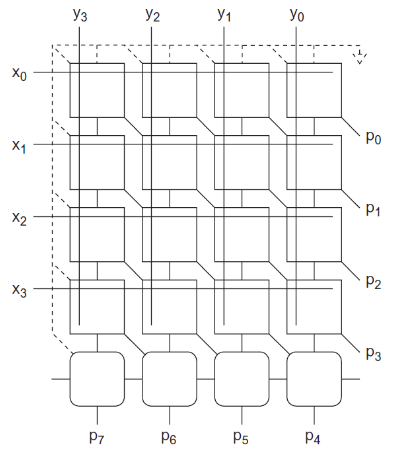 y₃ y₂ y₁ y₀
x₀
p₀
x₁
p₁
x₂
p₂
x₃
p₃
p₇ p₆ p₅ p₄